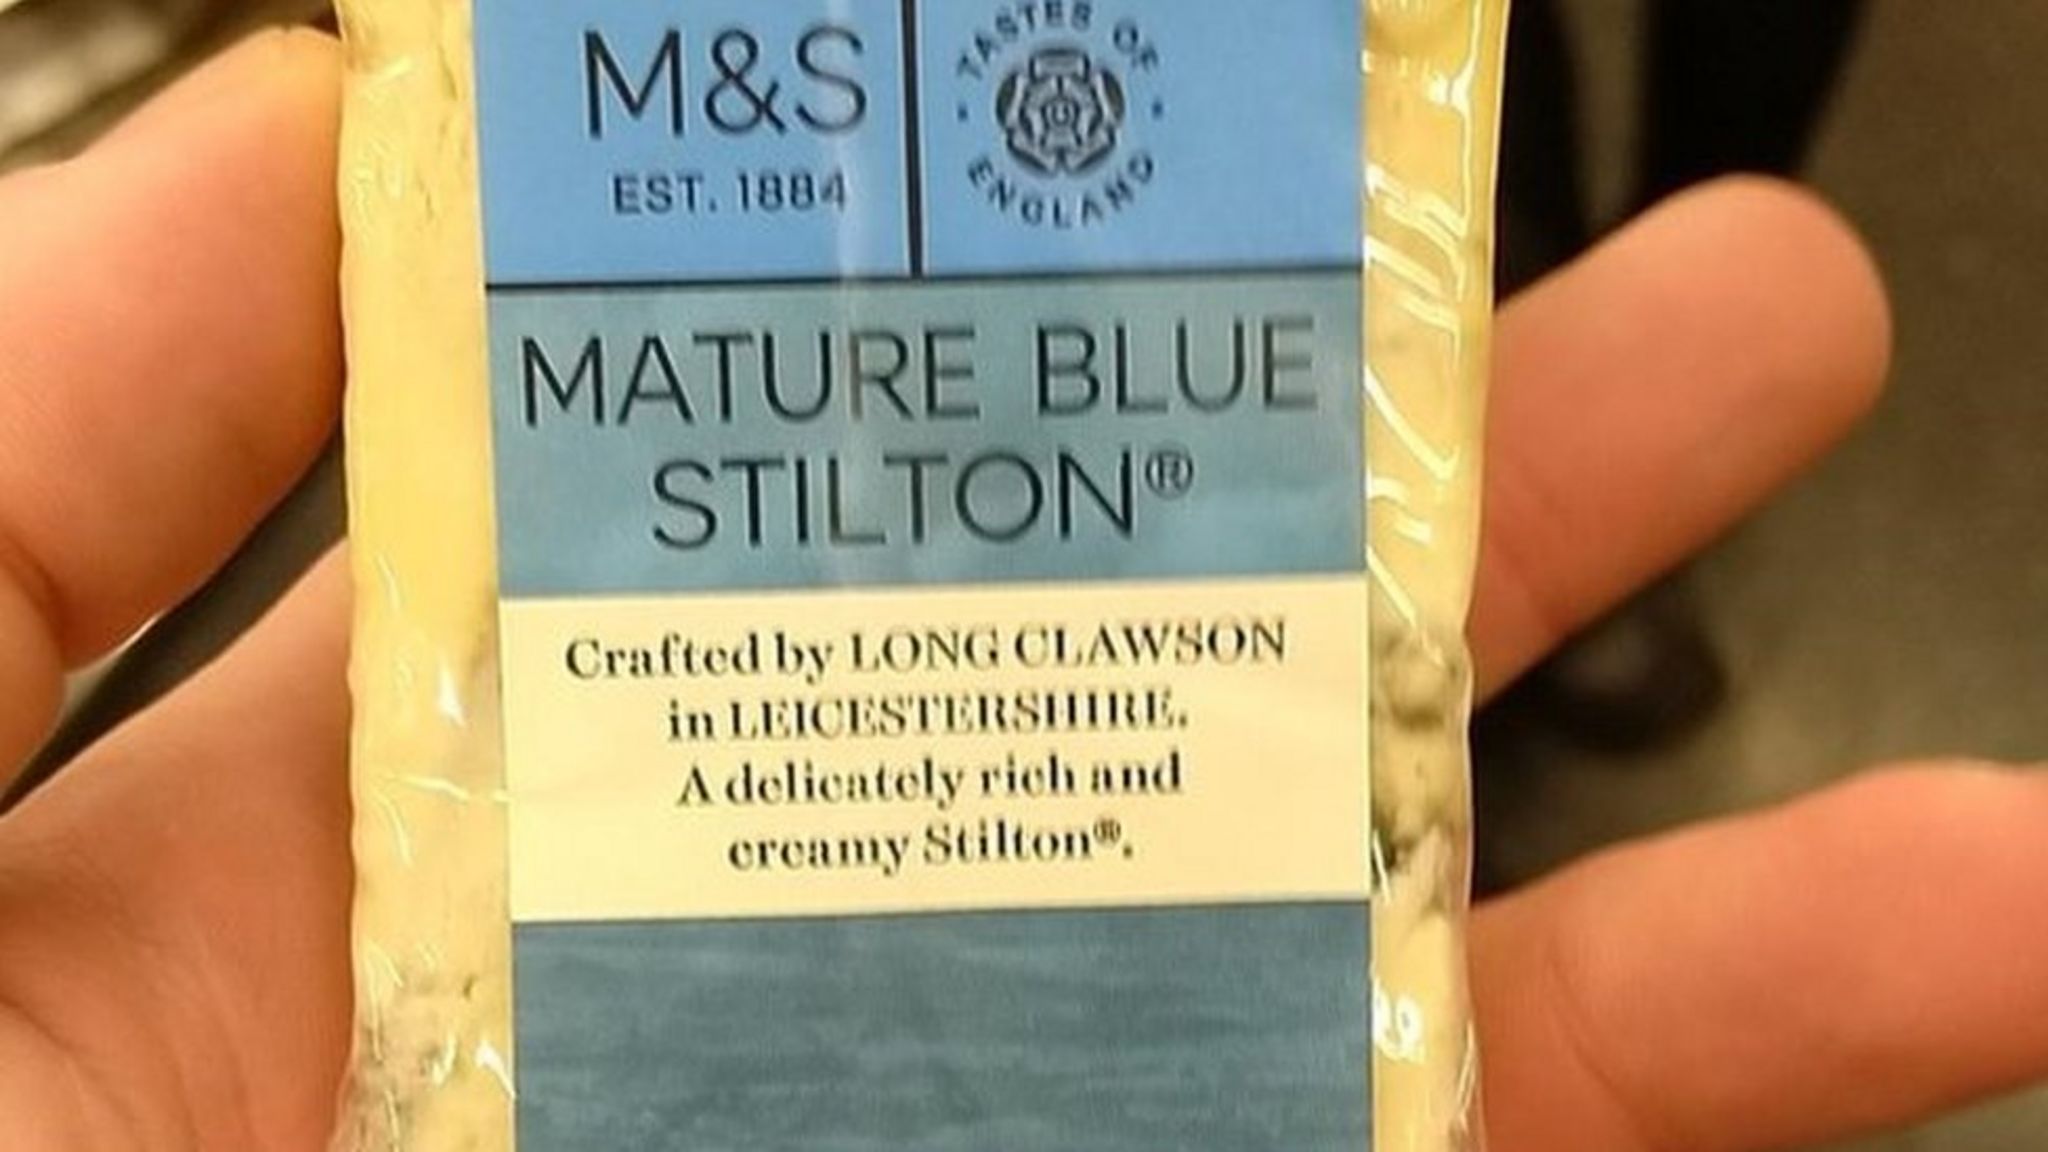 M&S
EST. 1884
TASTES OF
ENGLAND
MATURE BLUE
STILTON®
Crafted by LONG CLAWSON
in LEICESTERSHIRE.
A delicately rich and
creamy Stilton®.